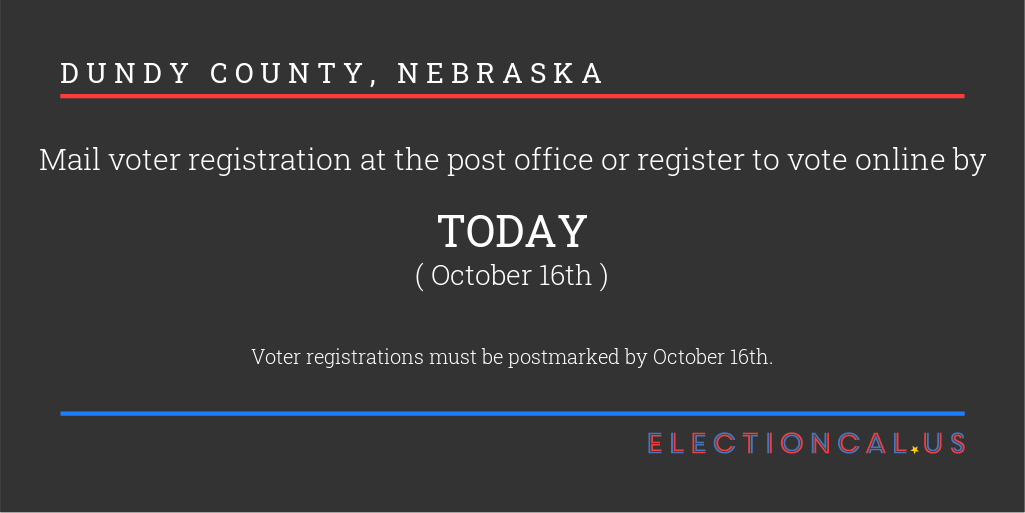 DUNDY COUNTY, NEBRASKA
Mail voter registration at the post office or register to vote online by
TODAY
( October 16th )
Voter registrations must be postmarked by October 16th.
ELECTIONCAL.US